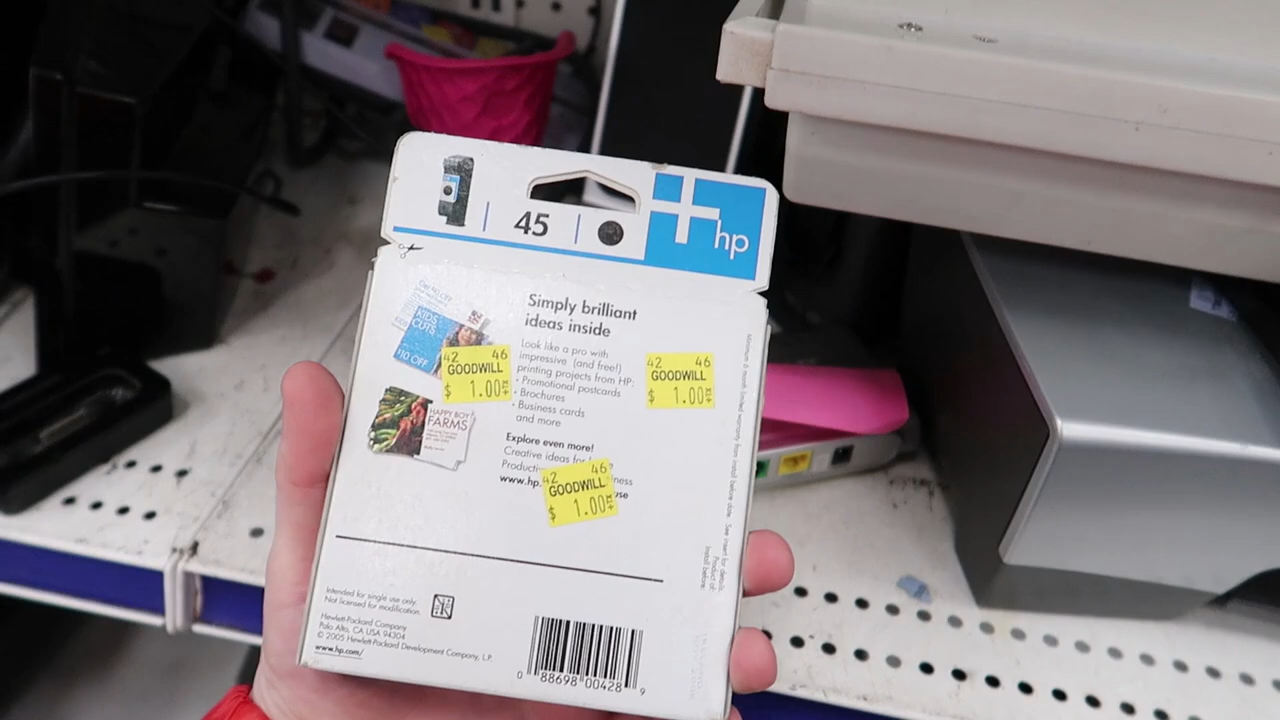 45
hp
Simply brilliant
ideas inside
Look like a pro with
impressive (and free!)
printing projects from HP:
• Promotional postcards
• Brochures
• Business cards
and more
Explore even more!
Creative ideas for
www.hp.
KIDS
CUTS
$10 OFF
HAPPY BOY
FARMS
42 46
GOODWILL
$ 1.00
42 46
GOODWILL
$ 1.00
42 46
GOODWILL
$ 1.00
Intended for single use only.
Not licensed for modification.
Hewlett-Packard Company
Palo Alto, CA USA 94304
© 2005 Hewlett-Packard Development Company, L.P.
www.hp.com/
0 88698 00428 9